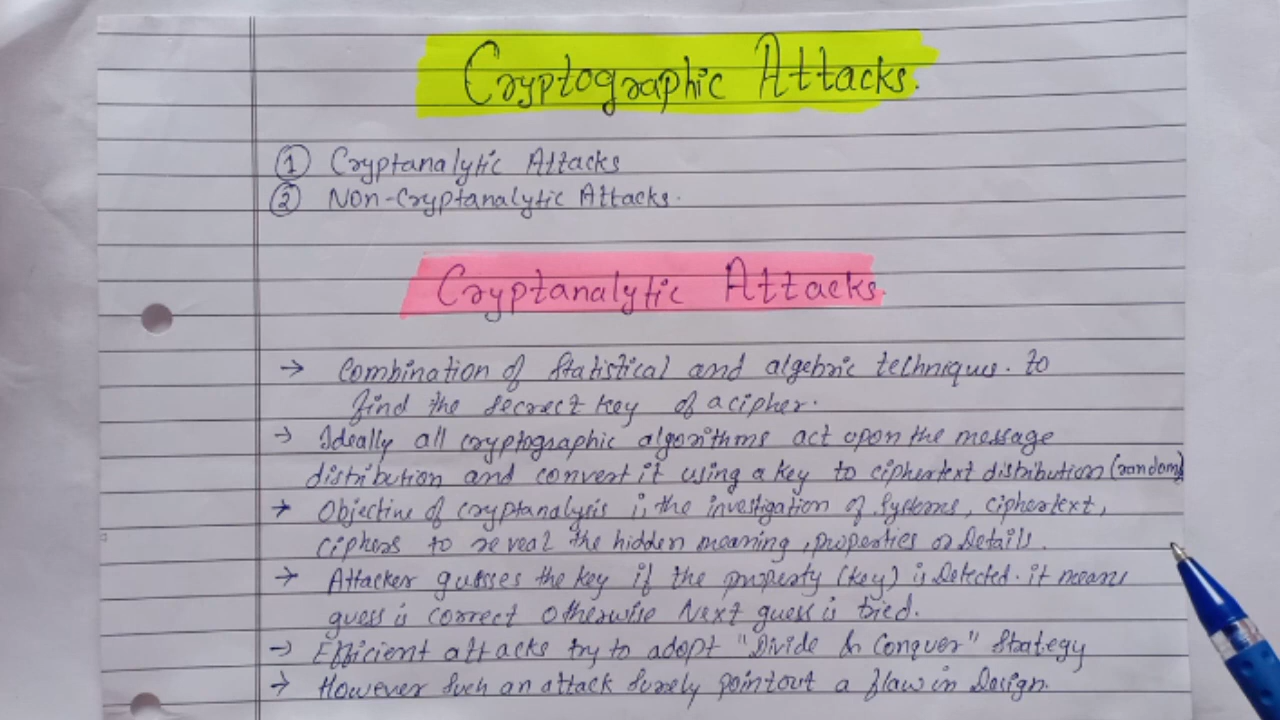 Cryptographic Attacks.
① Cryptanalytic Attacks
② Non-Cryptanalytic Attacks.
Cryptanalytic Attacks
→ Combination of Statistical and algebric techniques. to
find the secrect key of a cipher.
→ Ideally all cryptographic algorithms act upon the message
distribution and convert it using a key to ciphertext distribution (random)
→ Objective of cryptanalysis is the investigation of Systems, ciphertext,
ciphers to reveal the hidden meaning, properties or Details.
→ Attacker guesses the key if the property (key) is Detected. it means
guess is correct otherwise Next guess is tried.
→ Efficient attacks try to adopt "Divide & Conquer" Strategy
→ However Such an attack Surely pointout a flaw in Design.